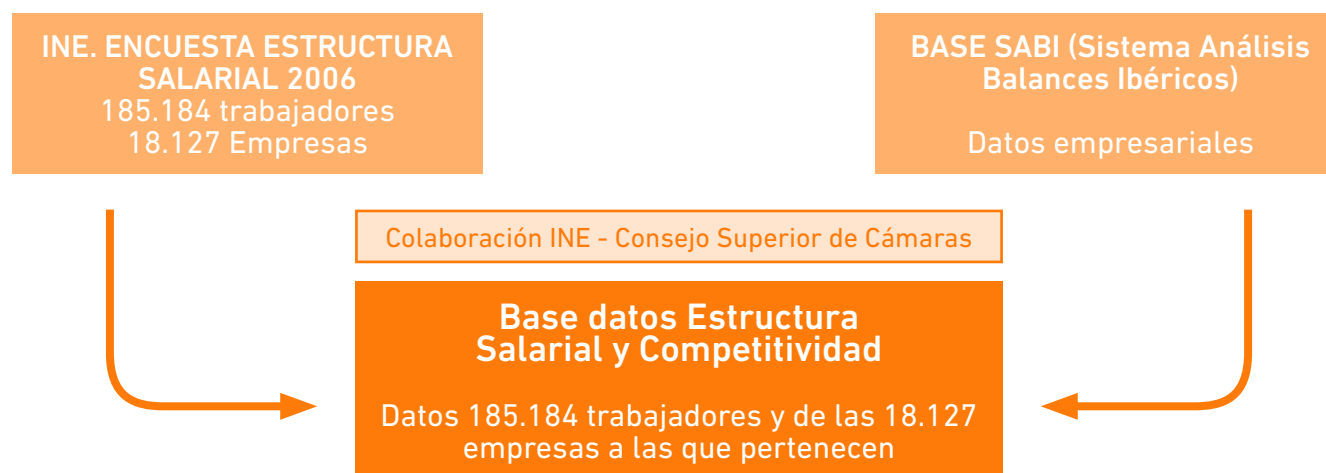 INE. ENCUESTA ESTRUCTURA
SALARIAL 2006
185.184 trabajadores
18.127 Empresas
BASE SABI (Sistema Análisis
Balances Ibéricos)
Datos empresariales
Colaboración INE - Consejo Superior de Cámaras
Base datos Estructura
Salarial y Competitividad
Datos 185.184 trabajadores y de las 18.127
empresas a las que pertenecen